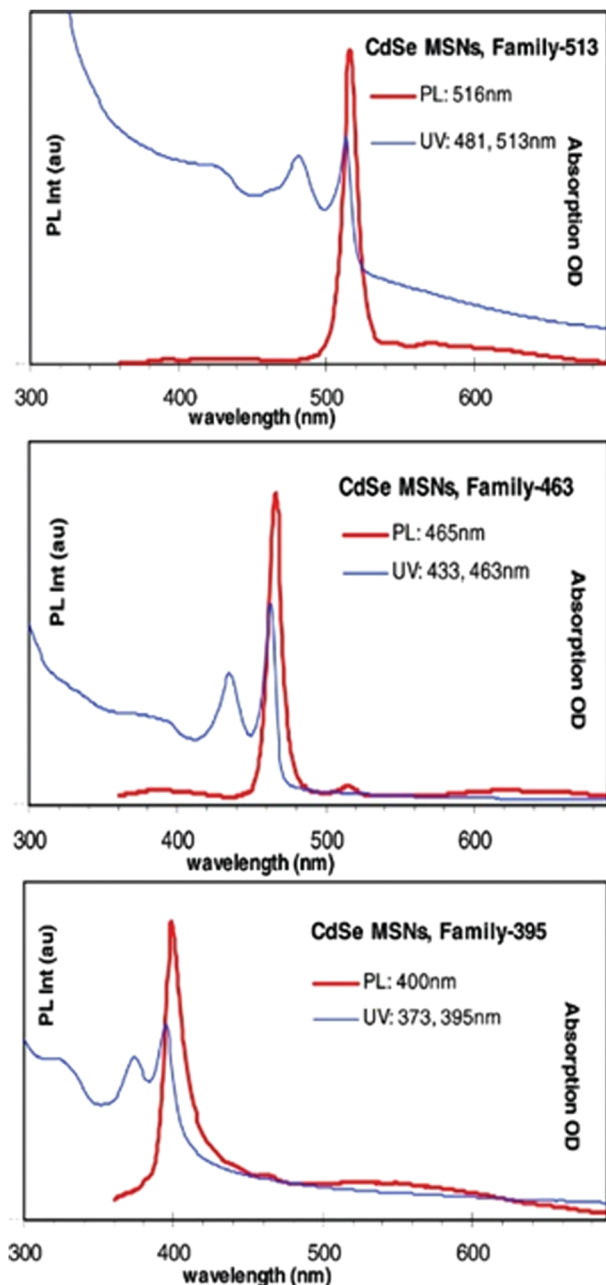 CdSe MSNs, Family-513
PL: 516nm
UV: 481, 513nm
PL Int (au)
Absorption OD
300 400 500 600
wavelength (nm)
CdSe MSNs, Family-463
PL: 465nm
UV: 433, 463nm
PL Int (au)
Absorption OD
300 400 500 600
wavelength (nm)
CdSe MSNs, Family-395
PL: 400nm
UV: 373, 395nm
PL Int (au)
Absorption OD
300 400 500 600
wavelength (nm)